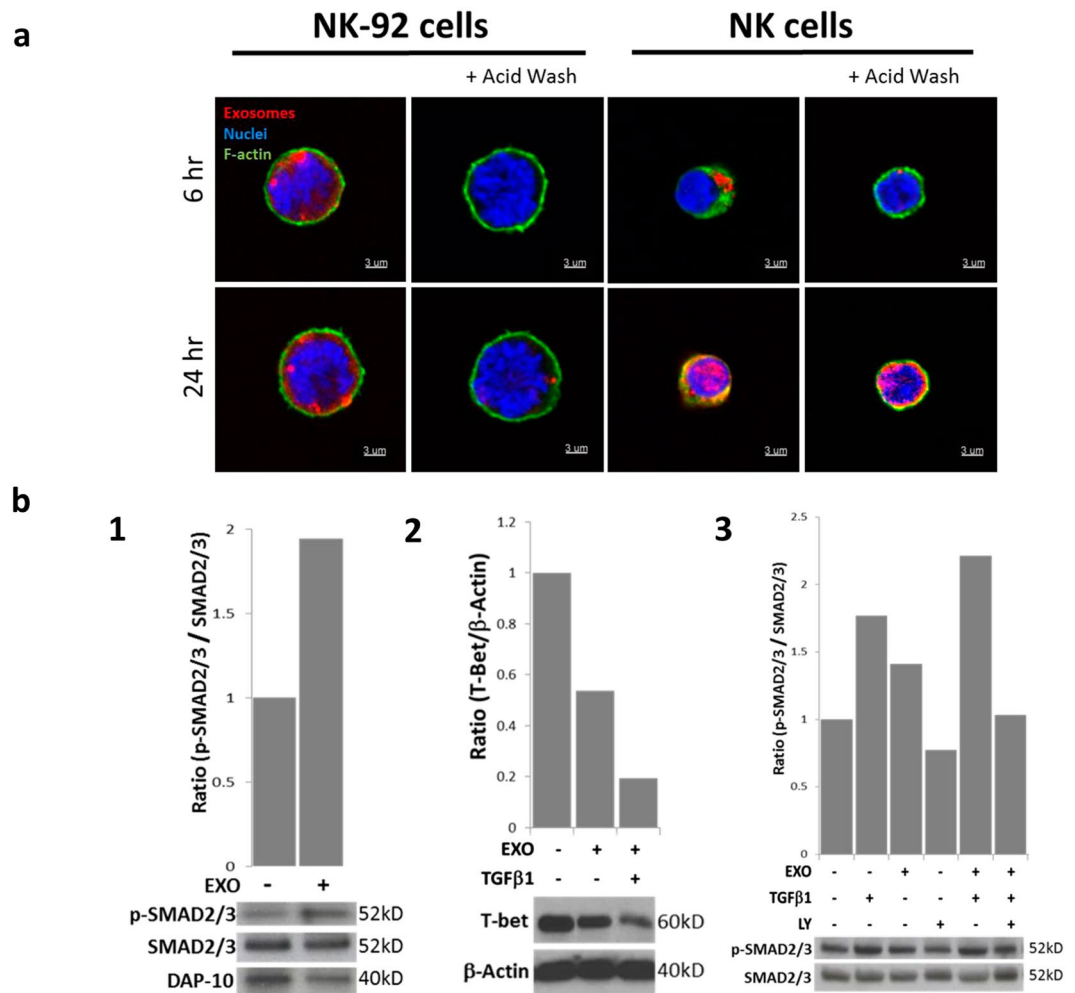 a
NK-92 cells
NK cells
+ Acid Wash
+ Acid Wash
Exosomes
Nuclei
F-actin
6 hr
3 um
3 um
3 um
3 um
24 hr
3 um
3 um
3 um
3 um
b
1
Ratio (p-SMAD2/3 / SMAD2/3)
2
1.5
1
0.5
0
EXO - +
p-SMAD2/3 52kD
SMAD2/3 52kD
DAP-10 40kD
2
Ratio (T-Bet/β-Actin)
1.2
1
0.8
0.6
0.4
0.2
0
EXO - + +
TGFβ1 +
T-bet 60kD
β-Actin 40kD
3
Ratio (p-SMAD2/3 / SMAD2/3)
2.5
2
1.5
1
0.5
0
EXO - - + - + +
TGFβ1 - + - - + +
LY - - - + - +
p-SMAD2/3 52kD
SMAD2/3 52kD